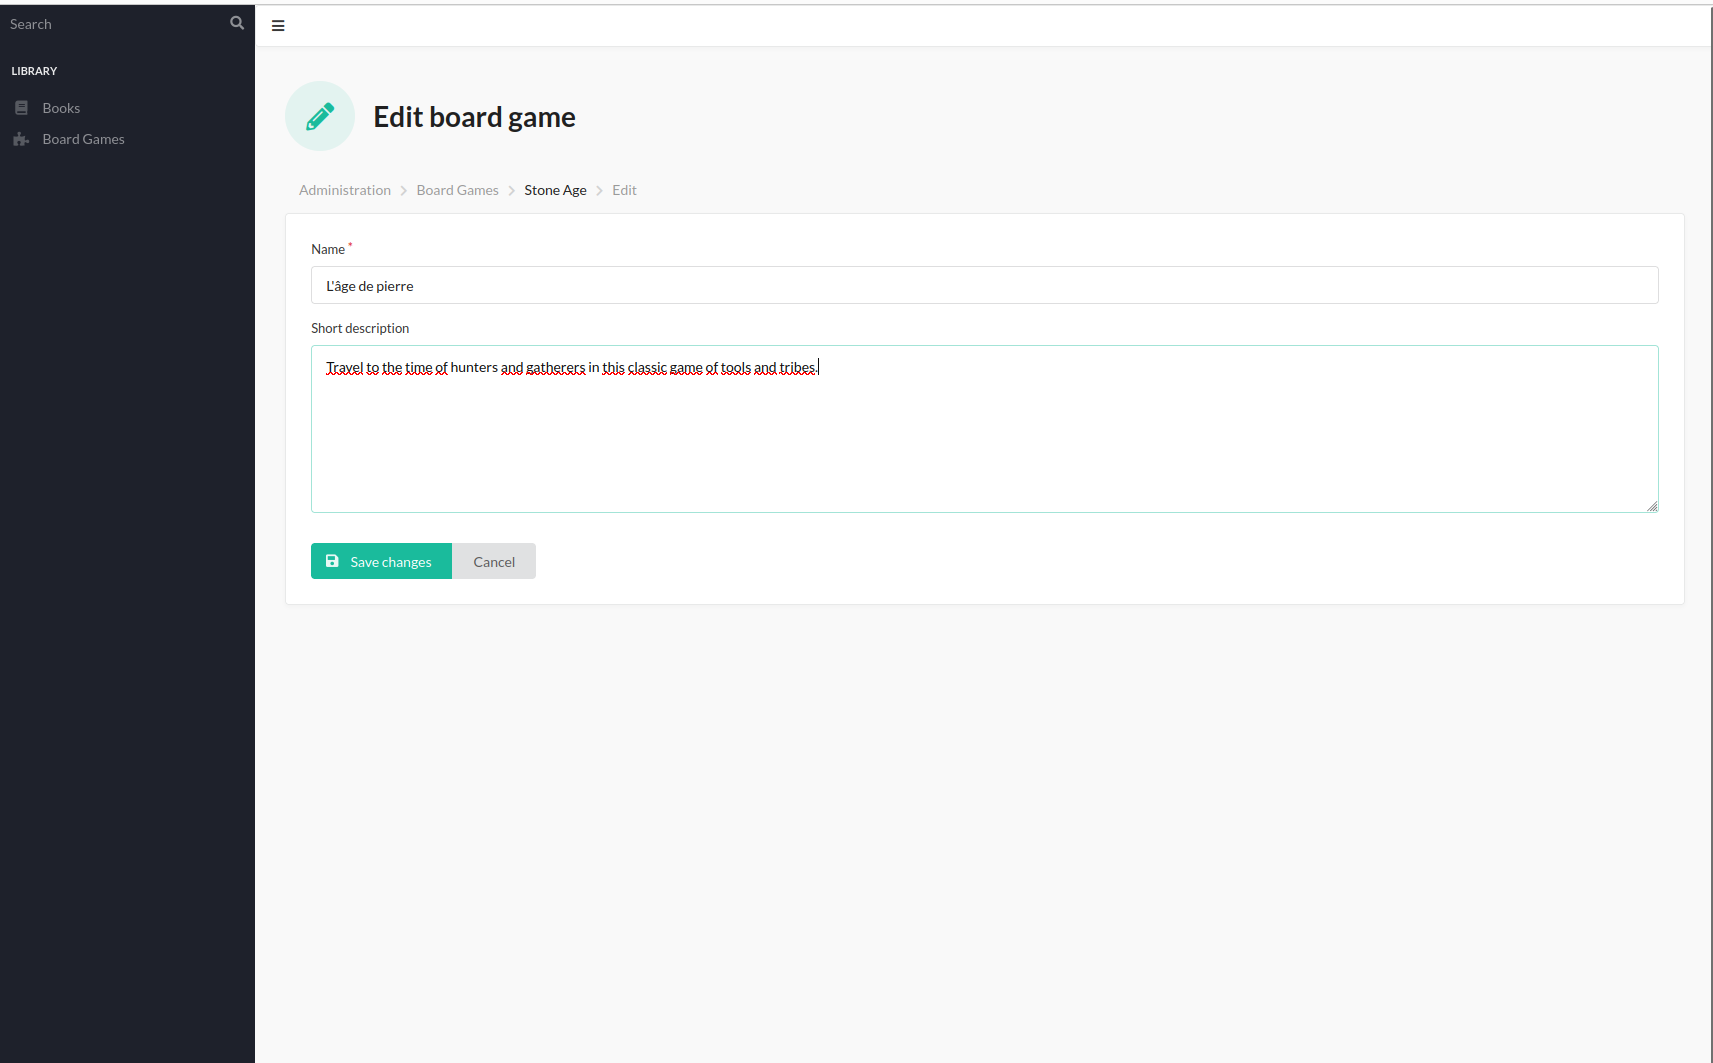 Search
LIBRARY
Books
Board Games
Edit board game
Administration > Board Games > Stone Age > Edit
Name *
L'âge de pierre
Short description
Travel to the time of hunters and gatherers in this classic game of tools and tribes.
Save changes
Cancel